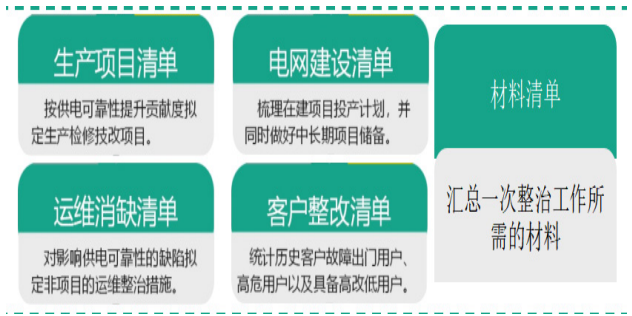 生产项目清单
按供电可靠性提升贡献度拟
定生产检修技改项目。
电网建设清单
梳理在建项目投产计划，并
同时做好中长期项目储备。
材料清单
汇总一次整治工作所
需的材料
运维消缺清单
对影响供电可靠性的缺陷拟
定非项目的运维整治措施。
客户整改清单
统计历史客户故障出门用户、
高危用户以及具备高改低用户。